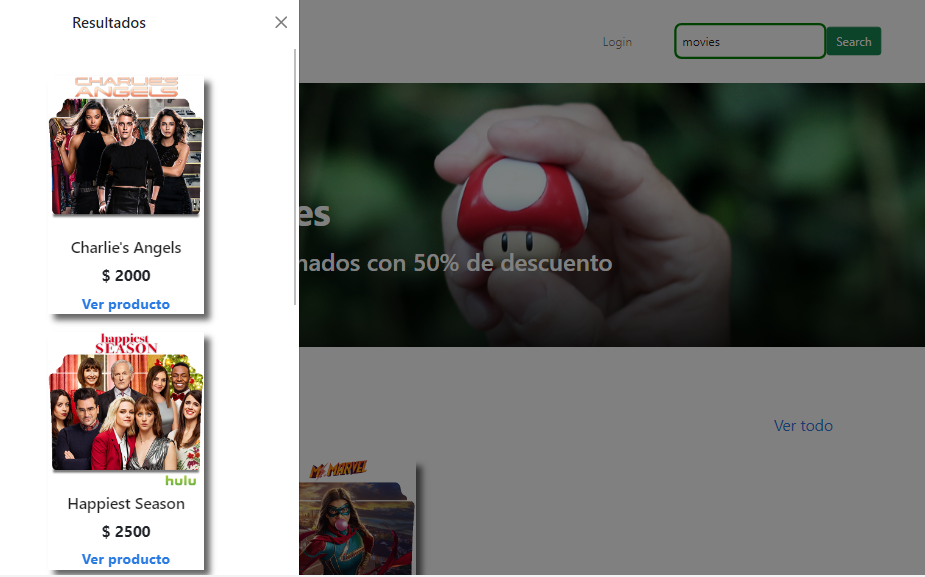 Resultados
CHARLIE'S
ANGELS
Charlie's Angels
$ 2000
Ver producto
happiest
SEASON
hulu
Happiest Season
$ 2500
Ver producto
Login
movies
Search
es
nados con 50% de descuento
Ver todo
MS MARVEL